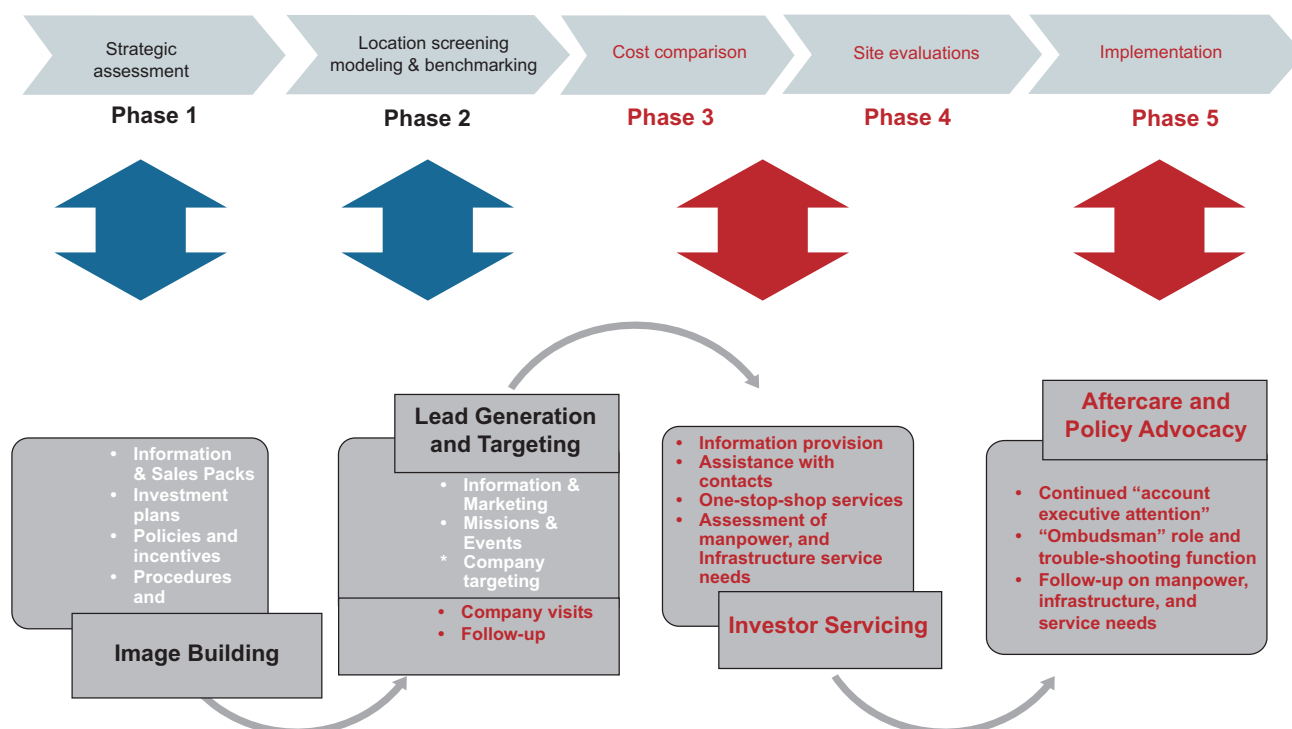 Strategic
assessment
Location screening
modeling & benchmarking
Cost comparison
Site evaluations
Implementation
Phase 1
Phase 2
Phase 3
Phase 4
Phase 5
• Information
& Sales Packs
• Investment
plans
• Policies and
incentives
• Procedures
and
Image Building
Lead Generation
and Targeting
• Information &
Marketing
• Missions &
Events
* Company
targeting
• Company visits
• Follow-up
• Information provision
• Assistance with
contacts
• One-stop-shop services
• Assessment of
manpower, and
Infrastructure service
needs
Investor Servicing
Aftercare and
Policy Advocacy
• Continued “account
executive attention”
• “Ombudsman” role and
trouble-shooting function
• Follow-up on manpower,
infrastructure, and
service needs